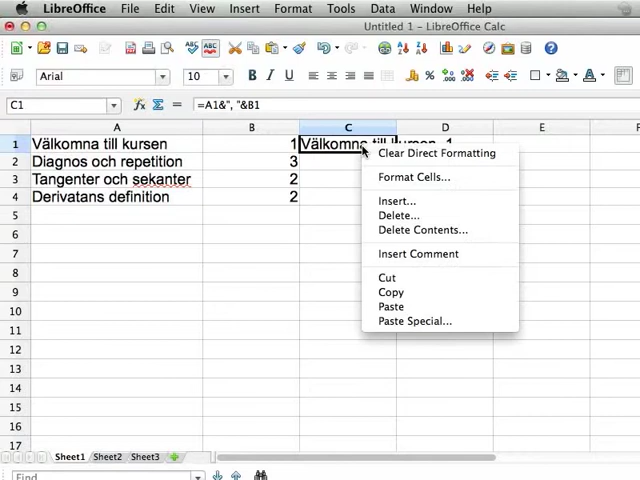 LibreOffice File Edit View Insert Format Tools Data Window Help
Untitled 1 - LibreOffice Calc
Arial 10
C1 =A1&", "&B1
A B C D E
1 Välkomna till kursen 1 Välkomna till kursen, 1
2 Diagnos och repetition 3
3 Tangenter och sekanter 2
4 Derivatans definition 2
5
6
7
8
9
10
11
12
13
14
15
16
17
Clear Direct Formatting
Format Cells...
Insert...
Delete...
Delete Contents...
Insert Comment
Cut
Copy
Paste
Paste Special...
Sheet1 Sheet2 Sheet3
Find